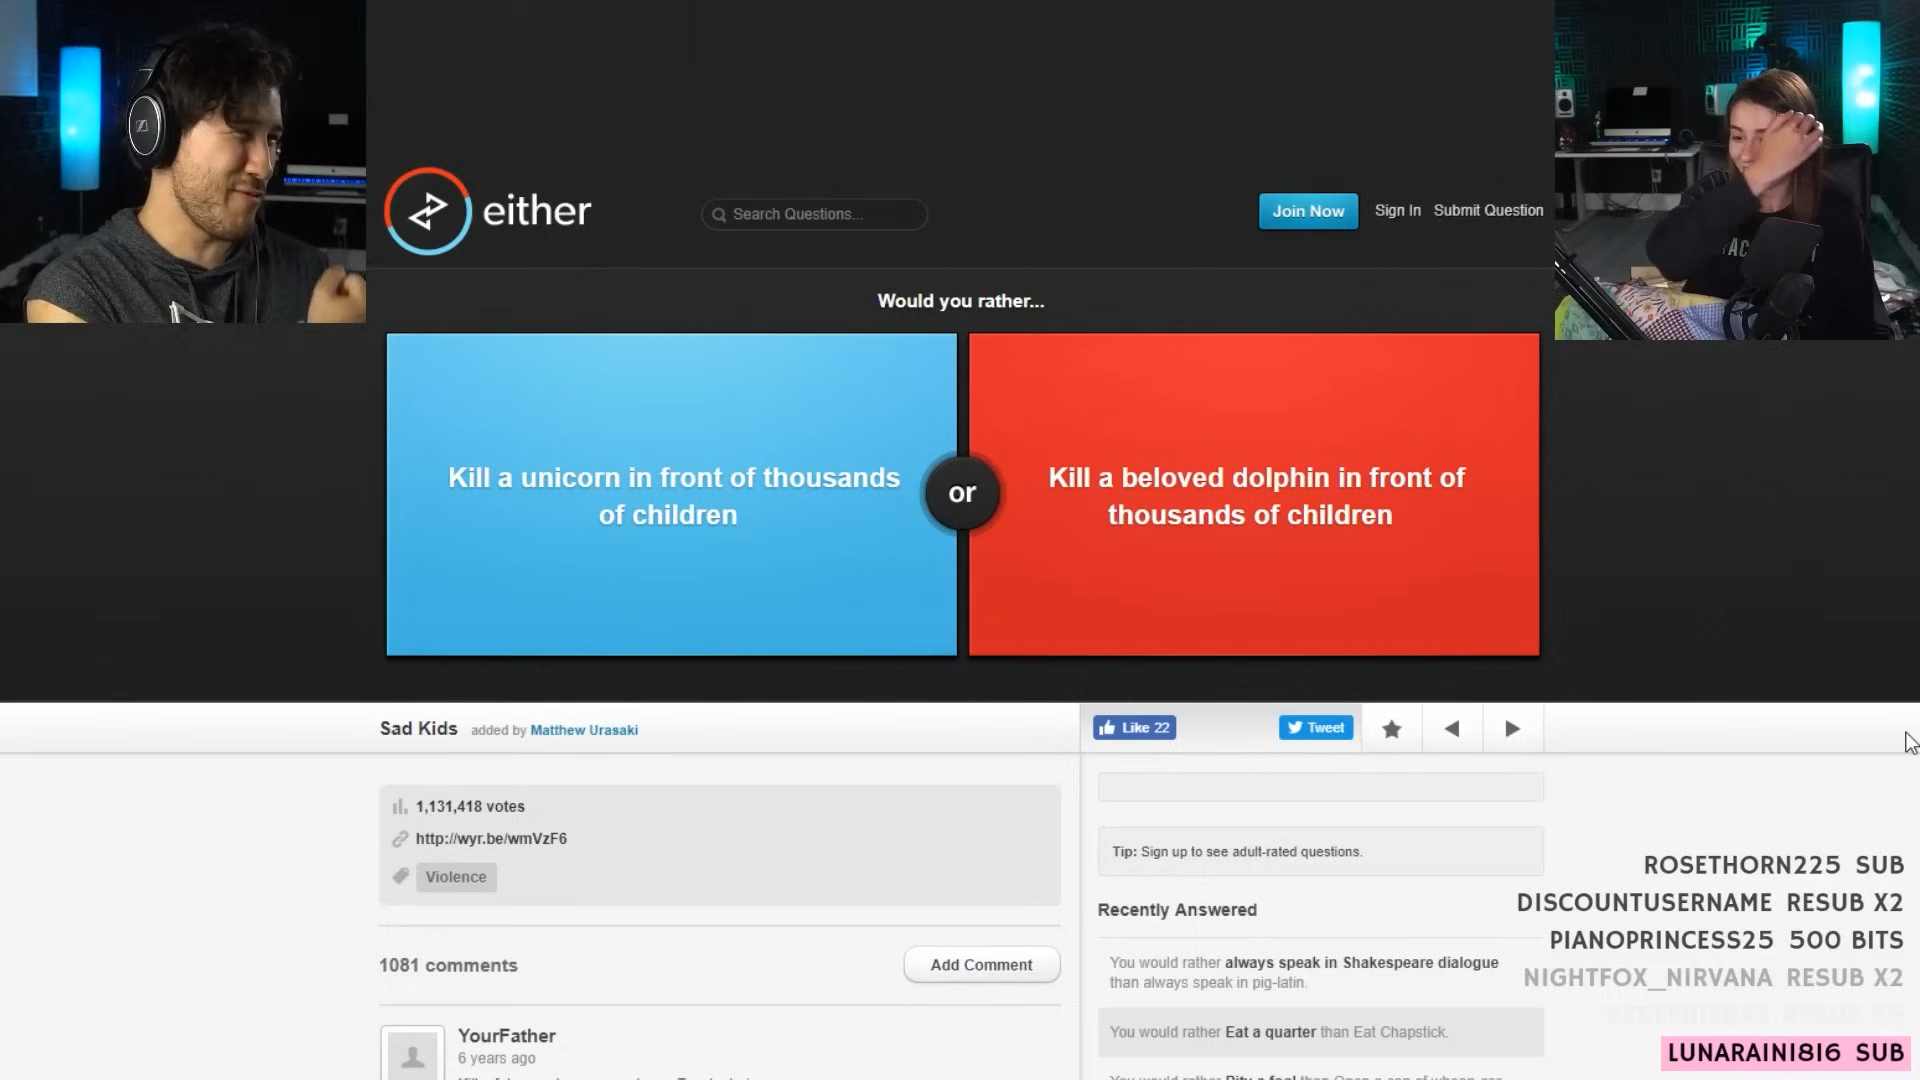 either
Search Questions...
Join Now
Sign In
Submit Question
Would you rather...
Kill a unicorn in front of thousands
of children
or
Kill a beloved dolphin in front of
thousands of children
Sad Kids added by Matthew Urasaki
Like 22
Tweet
1,131,418 votes
http://wyr.be/wmVzF6
Violence
1081 comments
Add Comment
YourFather
6 years ago
Tip: Sign up to see adult-rated questions.
Recently Answered
You would rather always speak in Shakespeare dialogue
than always speak in pig-latin.
You would rather Eat a quarter than Eat Chapstick.
ROSETHORN225 SUB
DISCOUNTUSERNAME RESUB X2
PIANOPRINCESS25 500 BITS
NIGHTFOX_NIRVANA RESUB X2
LUNARAIN1816 SUB